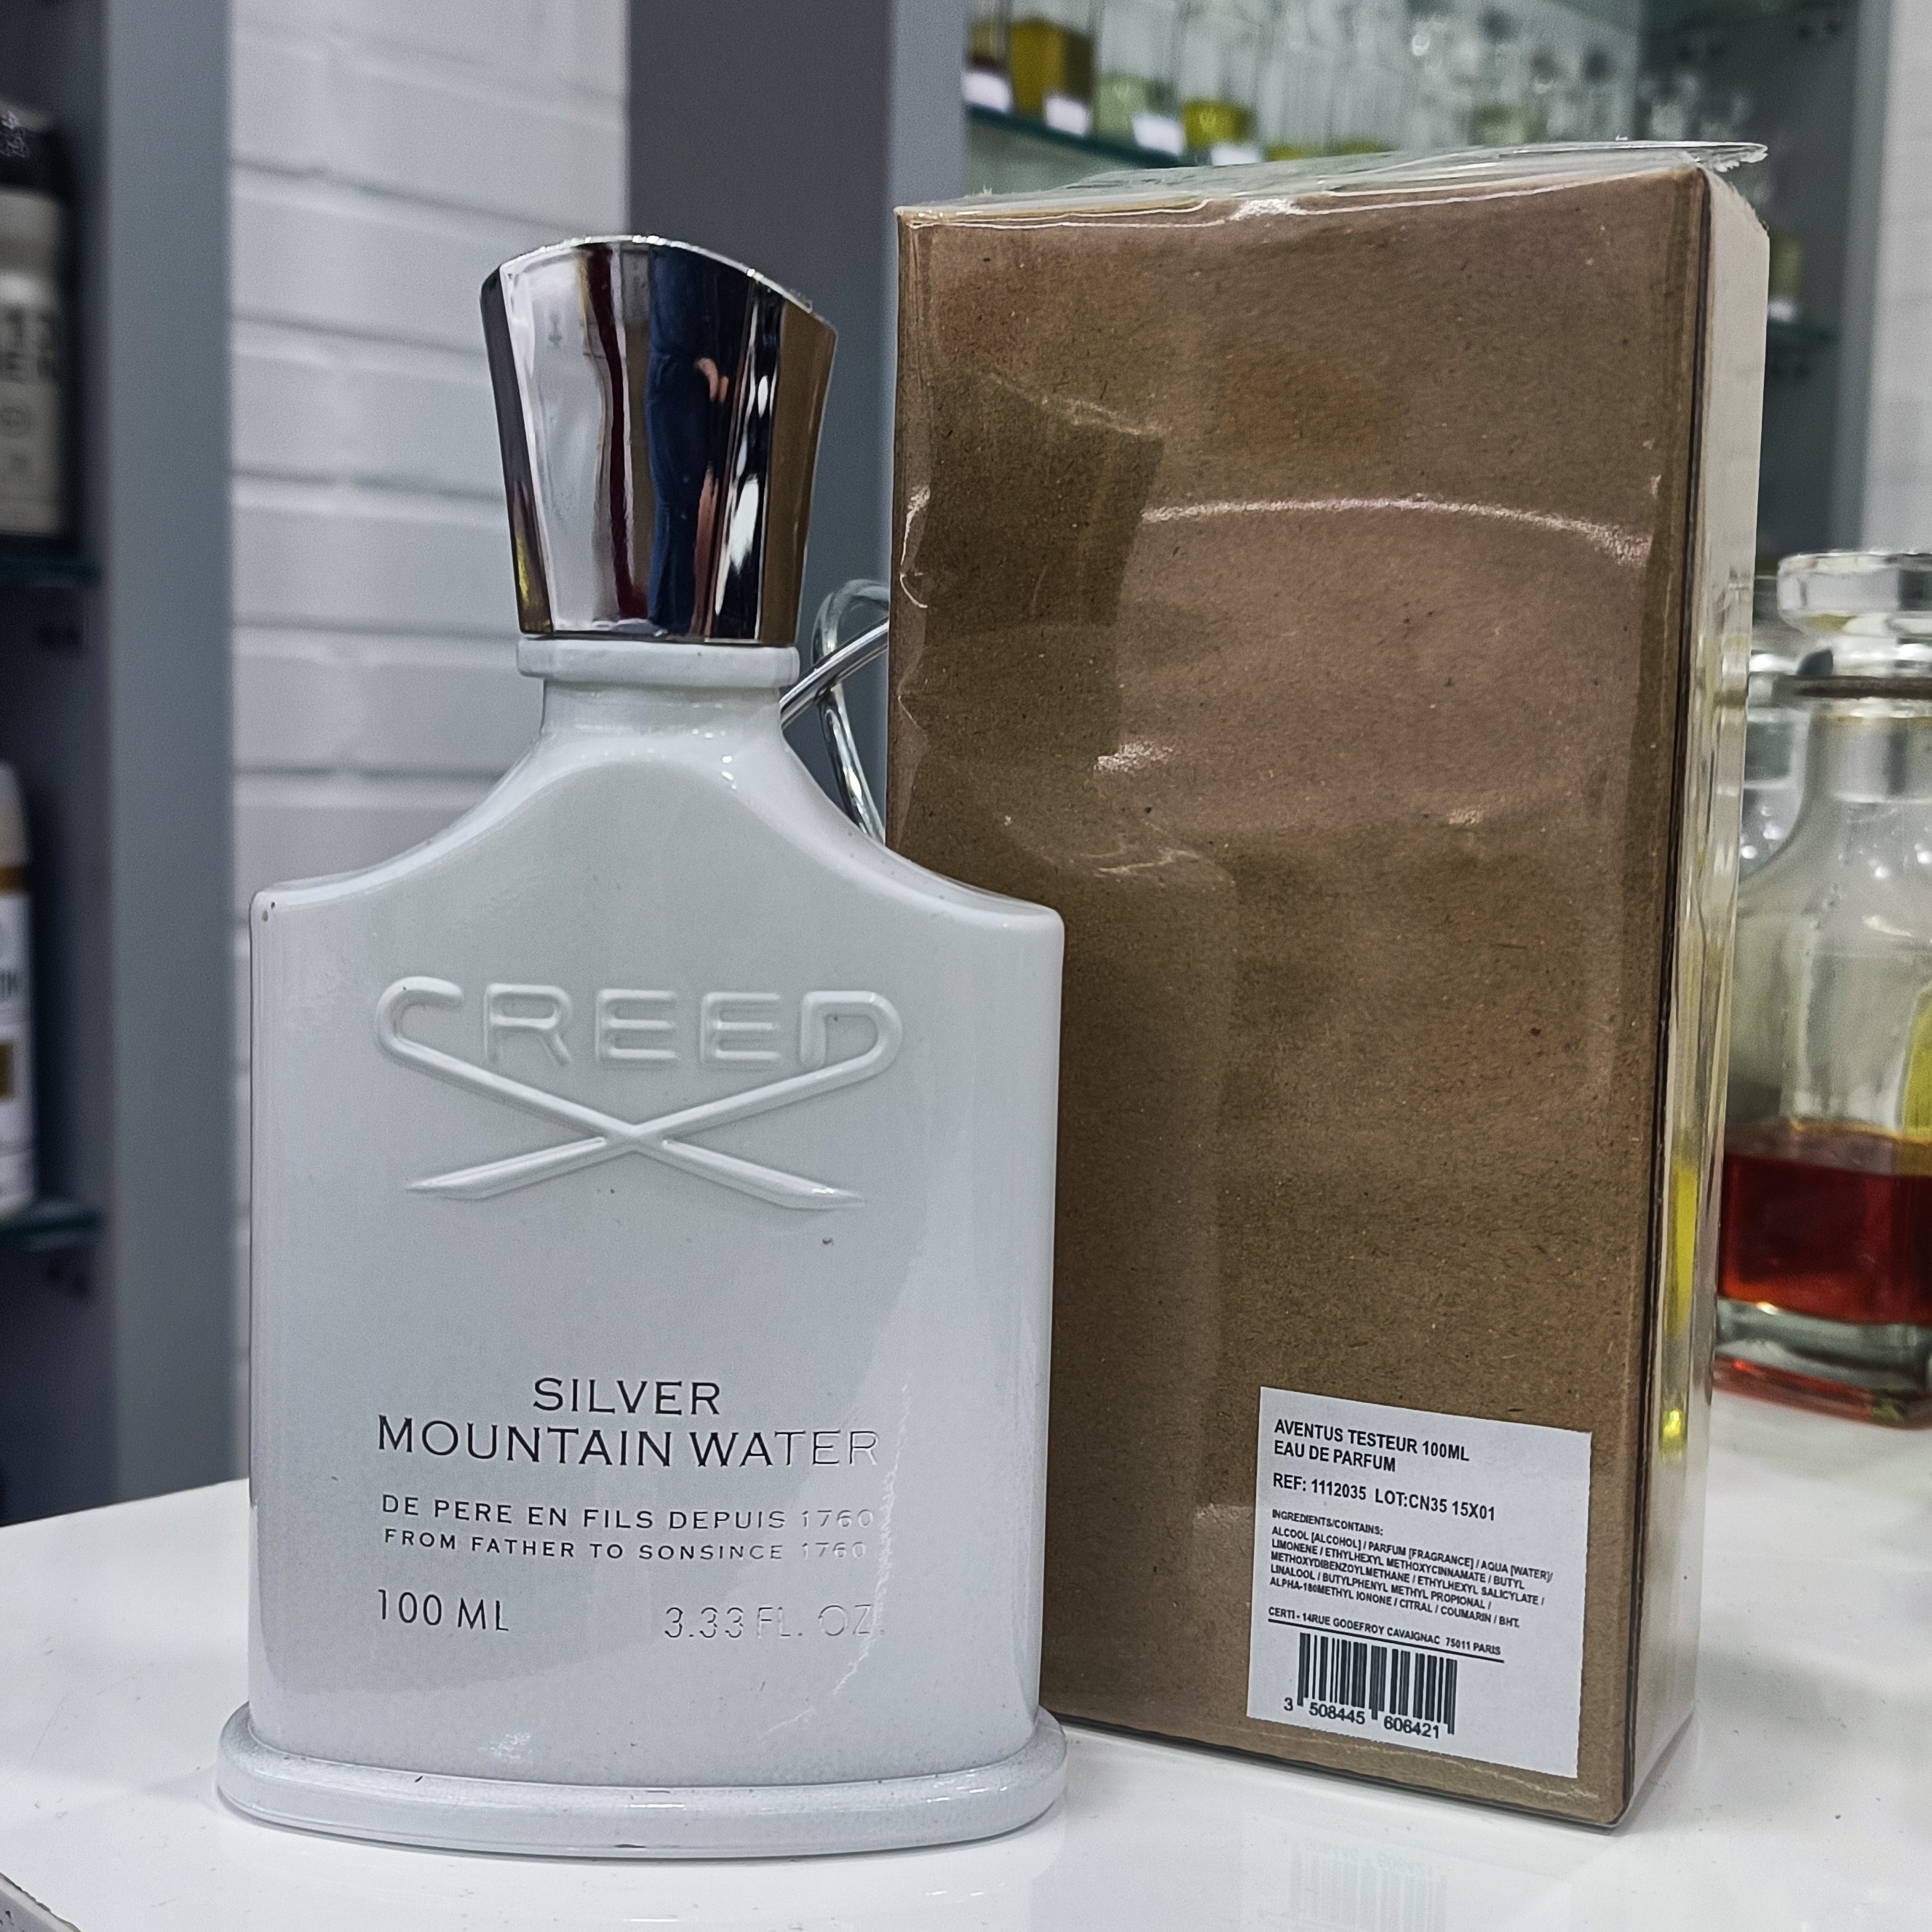 CREED
SILVER
MOUNTAIN WATER
DE PERE EN FILS DEPUIS 1760
FROM FATHER TO SONSINCE 1760
100 ML 3.33 FL. OZ.
AVENTUS TESTEUR 100ML
EAU DE PARFUM
REF: 1112035 LOT:CN35 15X01
INGREDIENTS/CONTAINS:
ALCOOL [ALCOHOL] / PARFUM [FRAGRANCE] / AQUA [WATER]/
LIMONENE / ETHYLHEXYL METHOXYCINNAMATE / BUTYL
METHOXYDIBENZOYLMETHANE / ETHYLHEXYL SALICYLATE /
LINALOOL / BUTYLPHENYL METHYL PROPIONAL /
ALPHA-180METHYL IONONE / CITRAL / COUMARIN / BHT.
CERTI - 14RUE GODEFROY CAVAIGNAC 75011 PARIS
3 508445 606421